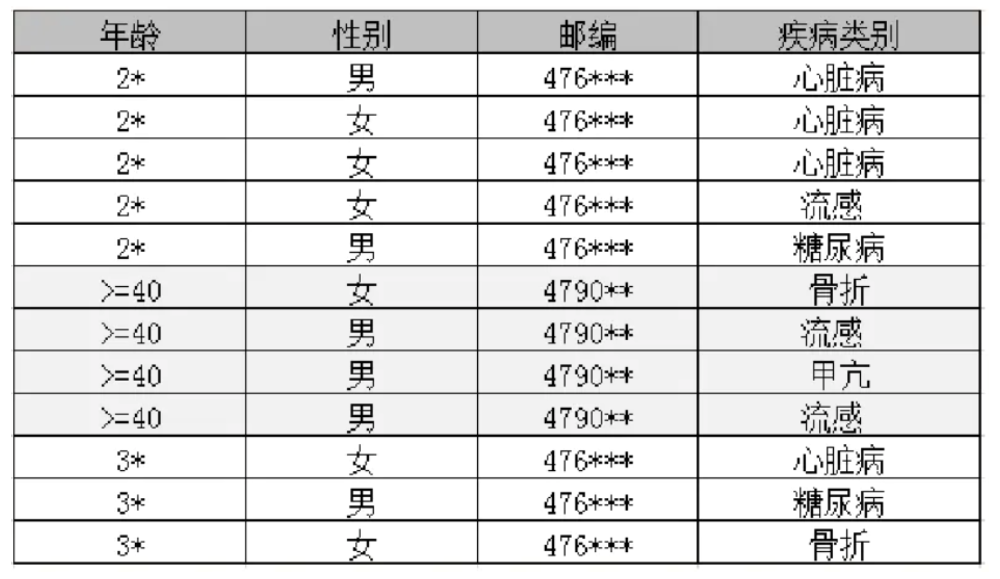 年龄 性别 邮编 疾病类别
2* 男 476*** 心脏病
2* 女 476*** 心脏病
2* 女 476*** 心脏病
2* 女 476*** 流感
2* 男 476*** 糖尿病
>=40 女 4790** 骨折
>=40 男 4790** 流感
>=40 男 4790** 甲亢
>=40 男 4790** 流感
3* 女 476*** 心脏病
3* 男 476*** 糖尿病
3* 女 476*** 骨折